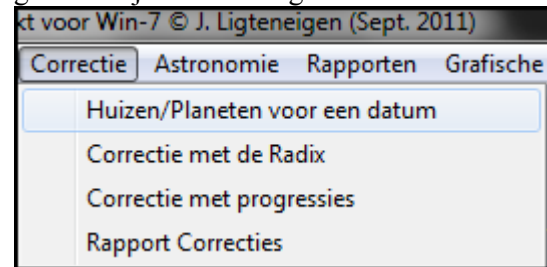 kt voor Win-7 © J. Ligteneigen (Sept. 2011)
Correctie Astronomie Rapporten Grafische
Huizen/Planeten voor een datum
Correctie met de Radix
Correctie met progressies
Rapport Correcties